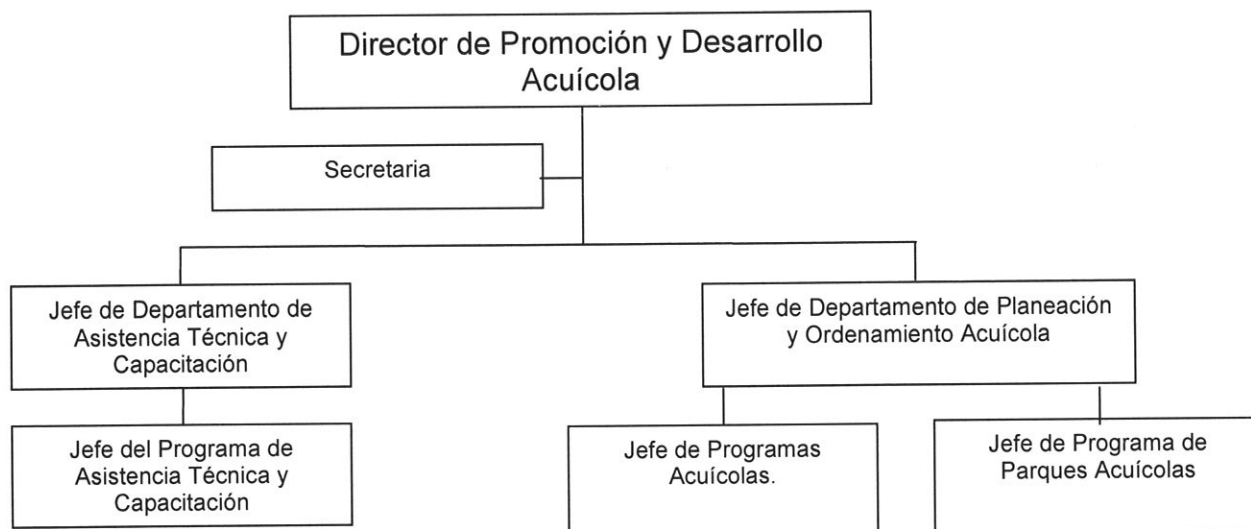 Director de Promoción y Desarrollo
Acuícola
Secretaria
Jefe de Departamento de
Asistencia Técnica y
Capacitación
Jefe de Departamento de Planeación
y Ordenamiento Acuícola
Jefe del Programa de
Asistencia Técnica y
Capacitación
Jefe de Programas
Acuícolas.
Jefe de Programa de
Parques Acuícolas